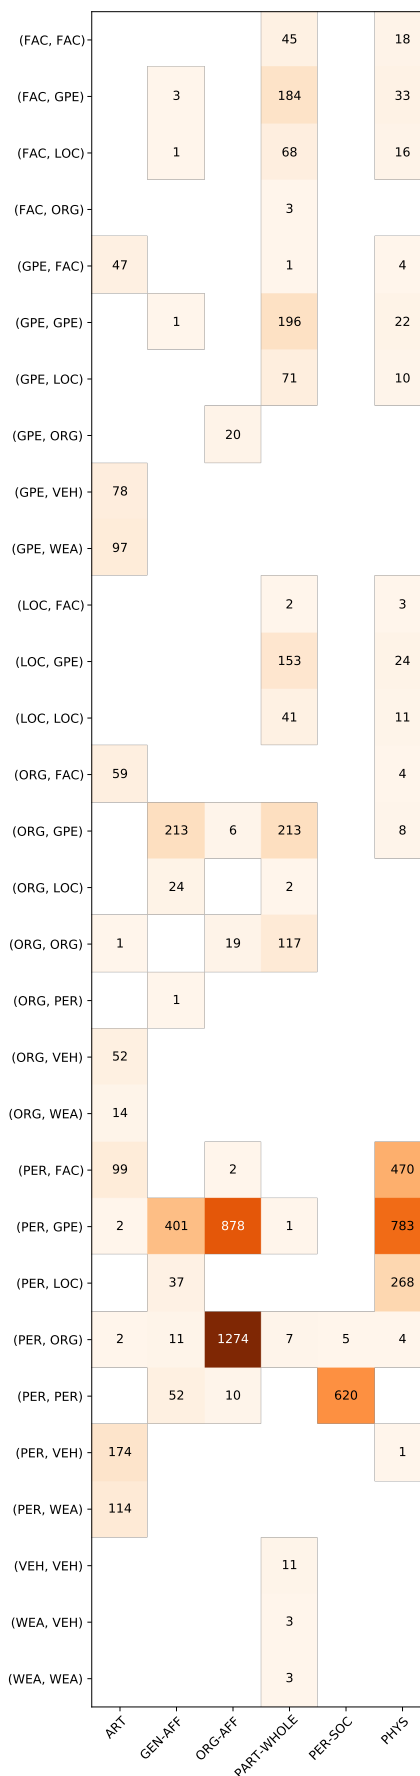 (FAC, FAC) 45 18
(FAC, GPE) 3 184 33
(FAC, LOC) 1 68 16
(FAC, ORG) 3
(GPE, FAC) 47 1 4
(GPE, GPE) 1 196 22
(GPE, LOC) 71 10
(GPE, ORG) 20
(GPE, VEH) 78
(GPE, WEA) 97
(LOC, FAC) 2 3
(LOC, GPE) 153 24
(LOC, LOC) 41 11
(ORG, FAC) 59 4
(ORG, GPE) 213 6 213 8
(ORG, LOC) 24 2
(ORG, ORG) 1 19 117
(ORG, PER) 1
(ORG, VEH) 52
(ORG, WEA) 14
(PER, FAC) 99 2 470
(PER, GPE) 2 401 878 1 783
(PER, LOC) 37 268
(PER, ORG) 2 11 1274 7 5 4
(PER, PER) 52 10 620
(PER, VEH) 174 1
(PER, WEA) 114
(VEH, VEH) 11
(WEA, VEH) 3
(WEA, WEA) 3
ART GEN-AFF ORG-AFF PART-WHOLE PER-SOC PHYS